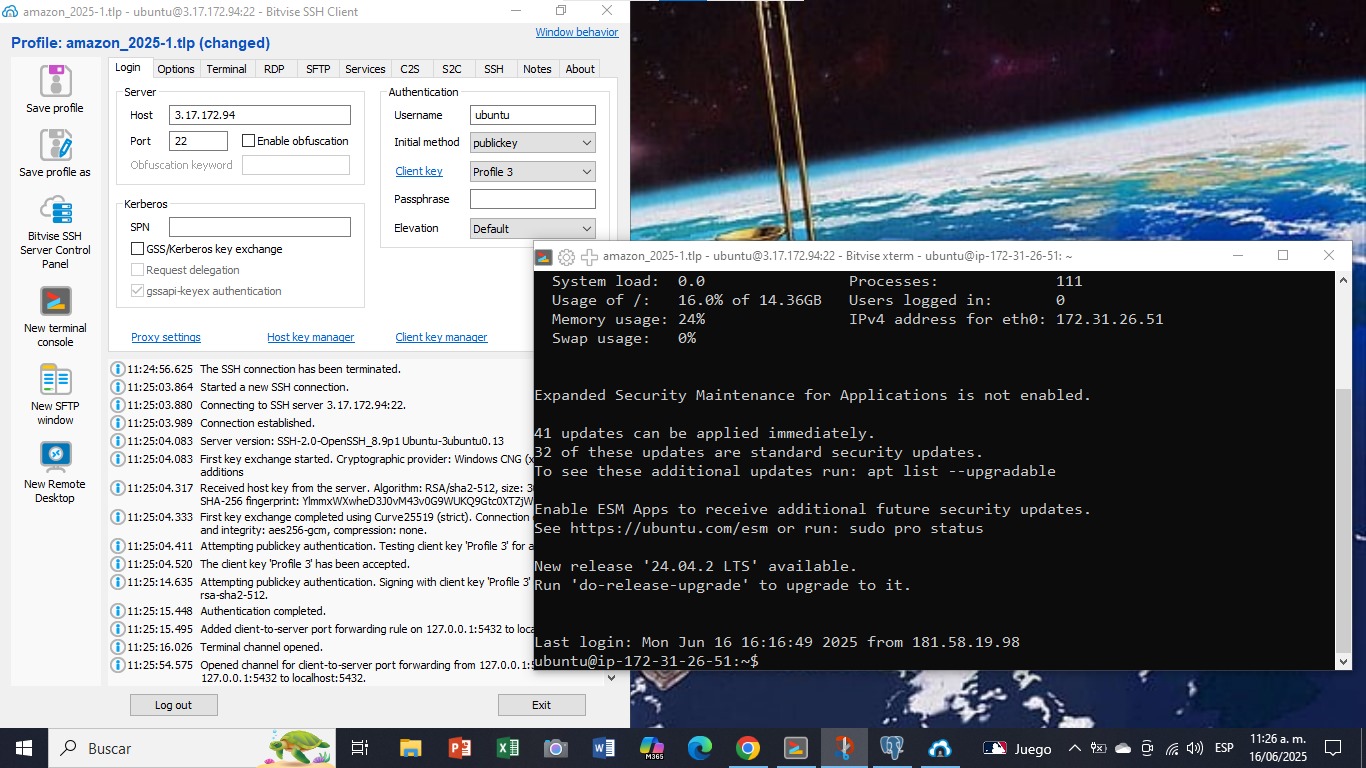 amazon_2025-1.tlp - ubuntu@3.17.172.94:22 - Bitvise SSH Client
Profile: amazon_2025-1.tlp (changed)
Window behavior
Save profile
Save profile as
Bitvise SSH
Server Control
Panel
New terminal
console
New SFTP
window
New Remote
Desktop
Login
Options
Terminal
RDP
SFTP
Services
C2S
S2C
SSH
Notes
About
Server
Host 3.17.172.94
Port 22 Enable obfuscation
Obfuscation keyword
Kerberos
SPN
GSS/Kerberos key exchange
Request delegation
gssapi-keyex authentication
Authentication
Username ubuntu
Initial method publickey
Client key Profile 3
Passphrase
Elevation Default
Proxy settings
Host key manager
Client key manager
11:24:56.625 The SSH connection has been terminated.
11:25:03.864 Started a new SSH connection.
11:25:03.880 Connecting to SSH server 3.17.172.94:22.
11:25:03.989 Connection established.
11:25:04.083 Server version: SSH-2.0-OpenSSH_8.9p1 Ubuntu-3ubuntu0.13
11:25:04.083 First key exchange started. Cryptographic provider: Windows CNG (x
additions
11:25:04.317 Received host key from the server. Algorithm: RSA/sha2-512, size: 30
SHA-256 fingerprint: YlmmxWXwheD3J0vM43v0G9WUKQ9Gtc0XTZjW
11:25:04.333 First key exchange completed using Curve25519 (strict). Connection
and integrity: aes256-gcm, compression: none.
11:25:04.411 Attempting publickey authentication. Testing client key 'Profile 3' for a
11:25:04.520 The client key 'Profile 3' has been accepted.
11:25:14.635 Attempting publickey authentication. Signing with client key 'Profile 3'
rsa-sha2-512.
11:25:15.448 Authentication completed.
11:25:15.495 Added client-to-server port forwarding rule on 127.0.0.1:5432 to loca
11:25:16.026 Terminal channel opened.
11:25:54.575 Opened channel for client-to-server port forwarding from 127.0.0.1:
127.0.0.1:5432 to localhost:5432.
Log out
Exit
amazon_2025-1.tlp - ubuntu@3.17.172.94:22 - Bitvise xterm - ubuntu@ip-172-31-26-51: ~
System load: 0.0 Processes: 111
Usage of /: 16.0% of 14.36GB Users logged in: 0
Memory usage: 24% IPv4 address for eth0: 172.31.26.51
Swap usage: 0%
Expanded Security Maintenance for Applications is not enabled.
41 updates can be applied immediately.
32 of these updates are standard security updates.
To see these additional updates run: apt list --upgradable
Enable ESM Apps to receive additional future security updates.
See https://ubuntu.com/esm or run: sudo pro status
New release '24.04.2 LTS' available.
Run 'do-release-upgrade' to upgrade to it.
Last login: Mon Jun 16 16:16:49 2025 from 181.58.19.98
ubuntu@ip-172-31-26-51:~$
Buscar
M365
Juego
ESP
11:26 a. m.
16/06/2025